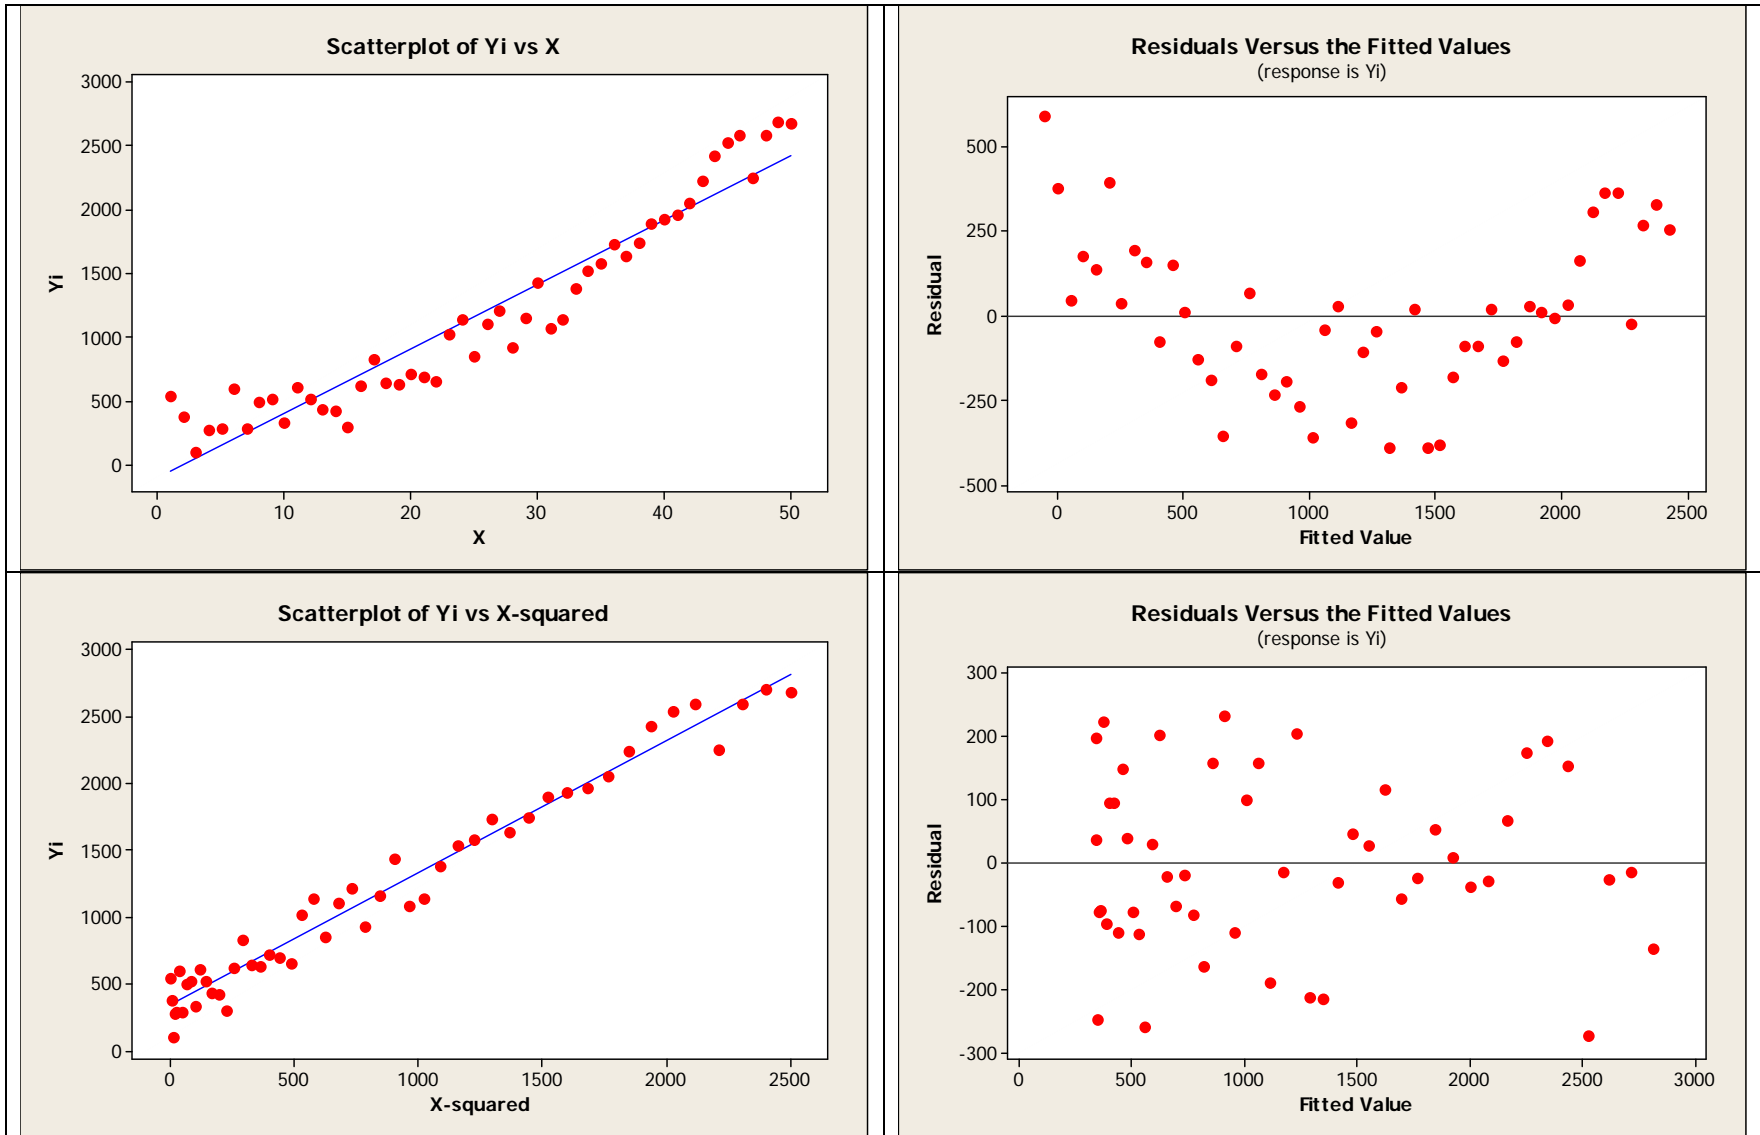 Scatterplot of Yi vs X
3000
2500
2000
1500
1000
500
0
Yi
0 10 20 30 40 50
X
Residuals Versus the Fitted Values
(response is Yi)
500
250
0
-250
-500
Residual
0 500 1000 1500 2000 2500
Fitted Value
Scatterplot of Yi vs X-squared
3000
2500
2000
1500
1000
500
0
Yi
0 500 1000 1500 2000 2500
X-squared
Residuals Versus the Fitted Values
(response is Yi)
300
200
100
0
-100
-200
-300
Residual
0 500 1000 1500 2000 2500 3000
Fitted Value